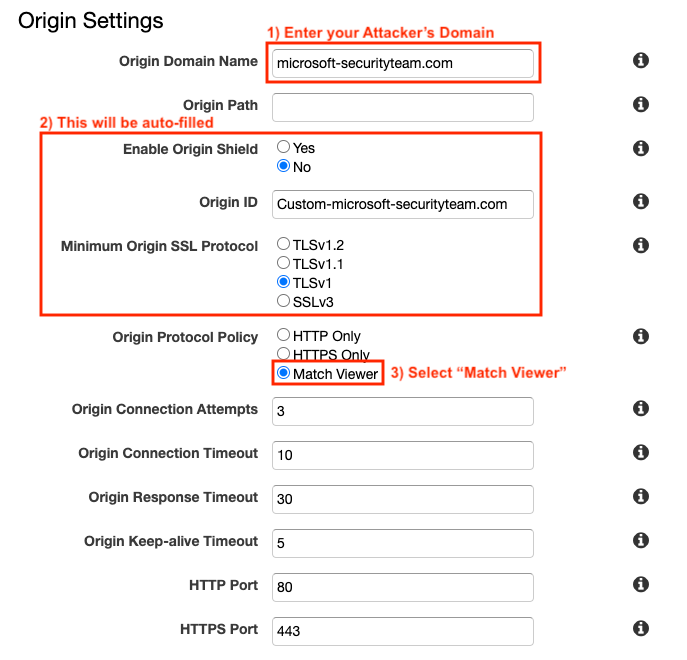 Origin Settings
1) Enter your Attacker's Domain
Origin Domain Name microsoft-securityteam.com
Origin Path
2) This will be auto-filled
Enable Origin Shield Yes
No
Origin ID Custom-microsoft-securityteam.com
Minimum Origin SSL Protocol TLSv1.2
TLSv1.1
TLSv1
SSLv3
Origin Protocol Policy HTTP Only
HTTPS Only
Match Viewer 3) Select “Match Viewer”
Origin Connection Attempts 3
Origin Connection Timeout 10
Origin Response Timeout 30
Origin Keep-alive Timeout 5
HTTP Port 80
HTTPS Port 443